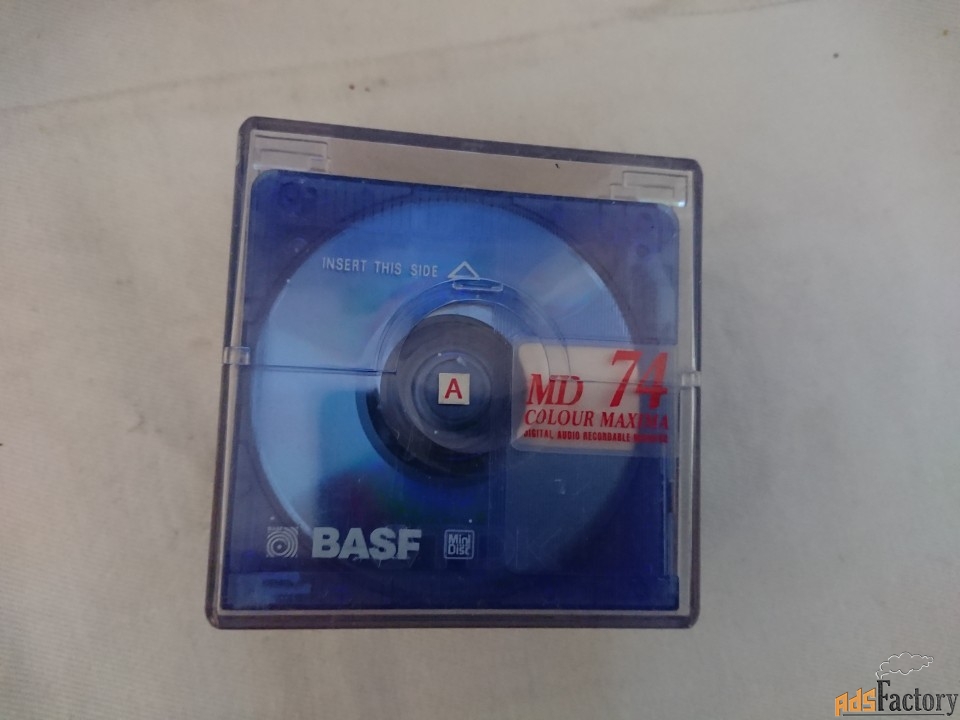 INSERT THIS SIDE
A
MD 74
COLOUR MAXIMA
DIGITAL AUDIO RECORDABLE
BASF
Mini
Disc
AdsFactory